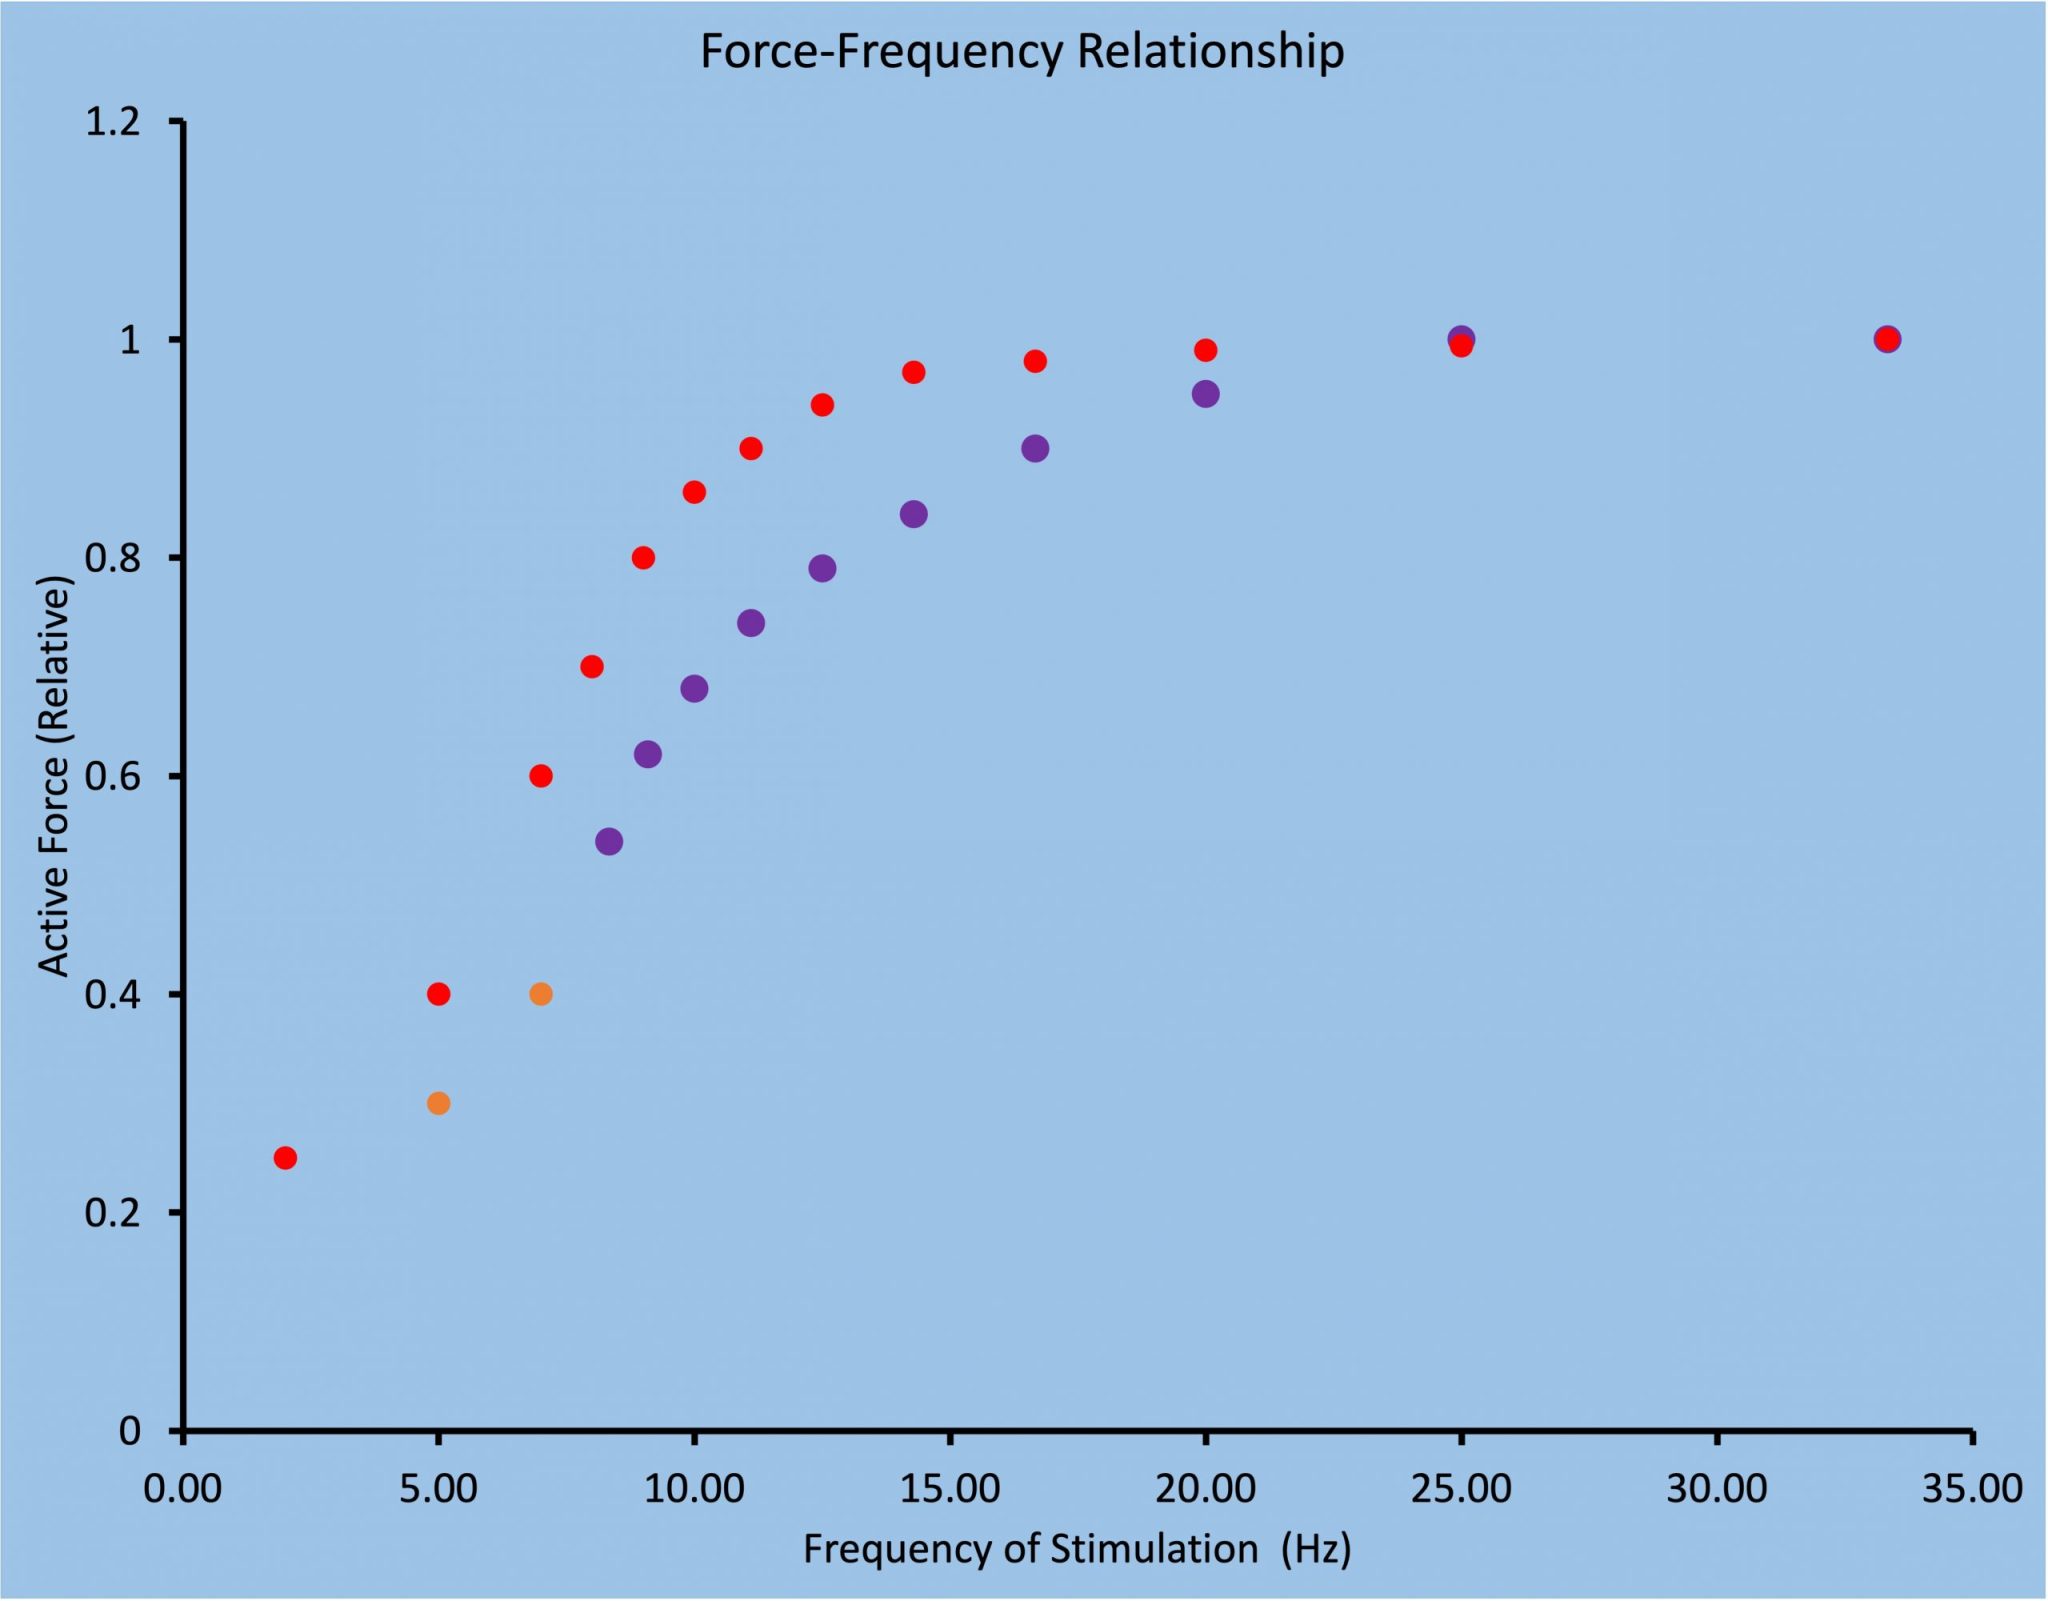 Force-Frequency Relationship
1.2
1
0.8
0.6
0.4
0.2
0
Active Force (Relative)
0.00 5.00 10.00 15.00 20.00 25.00 30.00 35.00
Frequency of Stimulation  (Hz)